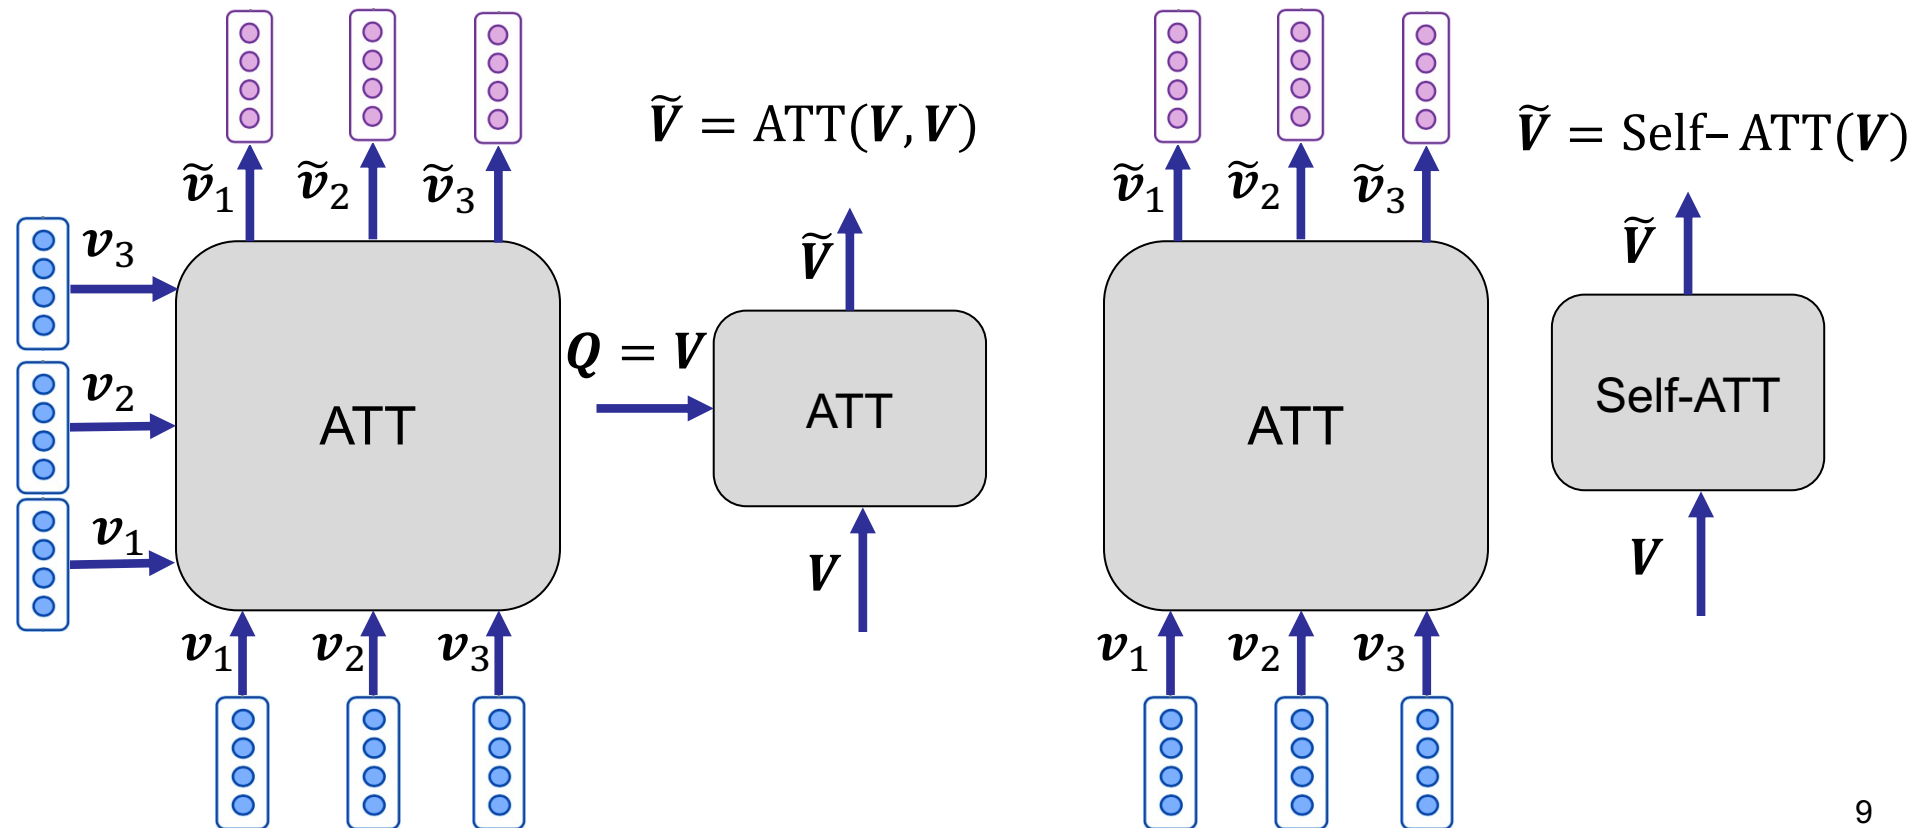 ṽ₁ ṽ₂ ṽ₃
v₃
v₂
v₁
ATT
v₁ v₂ v₃
Ṽ = ATT(V, V)
Ṽ
Q = V
ATT
V
ṽ₁ ṽ₂ ṽ₃
ATT
v₁ v₂ v₃
Ṽ = Self– ATT(V)
Ṽ
Self-ATT
V
9